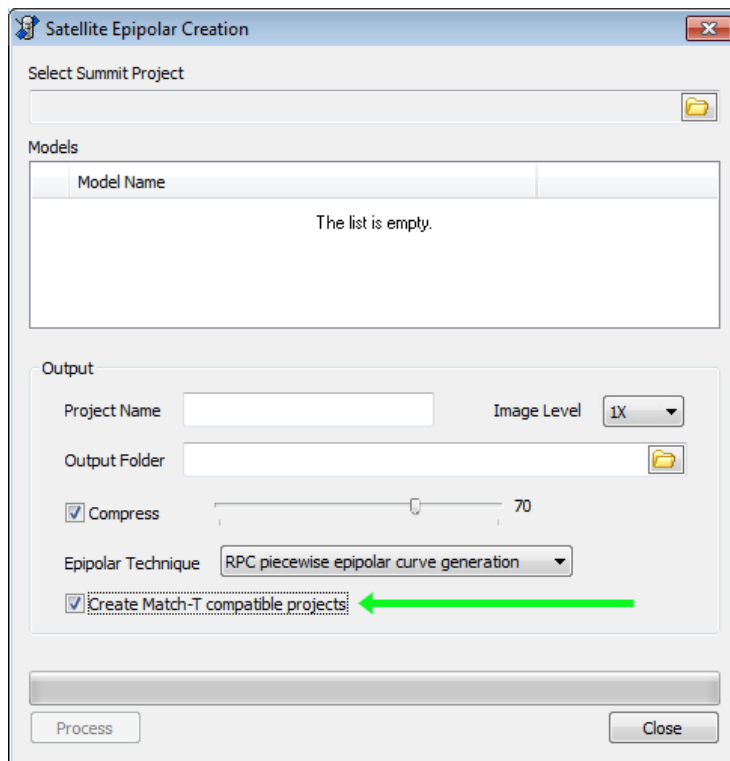 Satellite Epipolar Creation
Select Summit Project
Models
Model Name
The list is empty.
Output
Project Name
Image Level 1X
Output Folder
Compress 70
Epipolar Technique RPC piecewise epipolar curve generation
Create Match-T compatible projects
Process Close